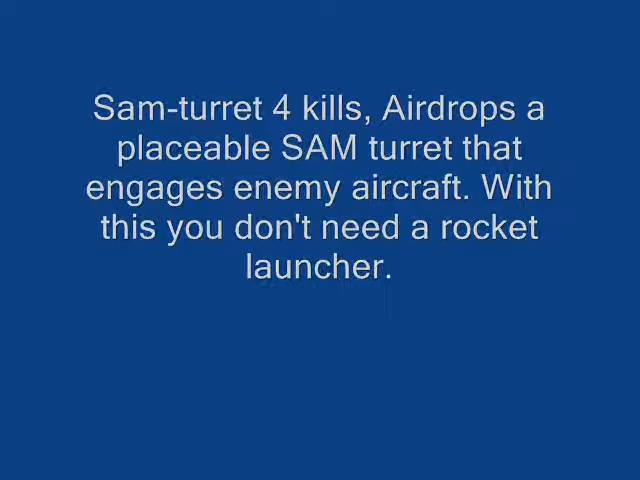 Sam-turret 4 kills, Airdrops a
placeable SAM turret that
engages enemy aircraft. With
this you don't need a rocket
launcher.